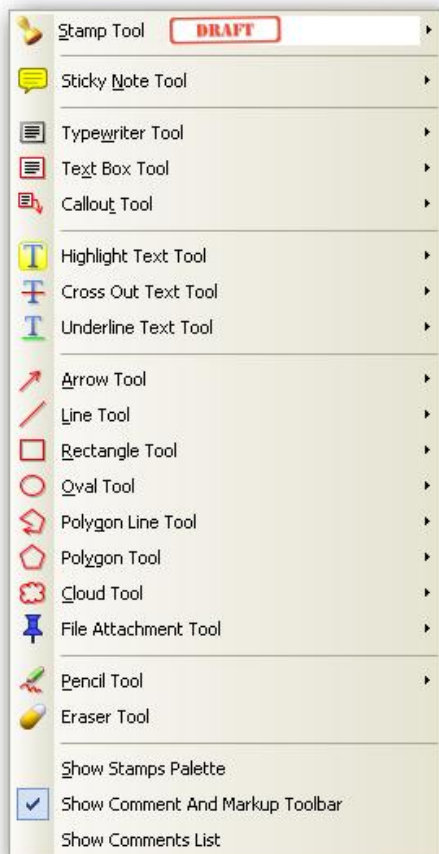 Stamp Tool DRAFT
Sticky Note Tool
Typewriter Tool
Text Box Tool
Callout Tool
T Highlight Text Tool
T Cross Out Text Tool
T Underline Text Tool
Arrow Tool
Line Tool
Rectangle Tool
Oval Tool
Polygon Line Tool
Polygon Tool
Cloud Tool
File Attachment Tool
Pencil Tool
Eraser Tool
Show Stamps Palette
Show Comment And Markup Toolbar
Show Comments List